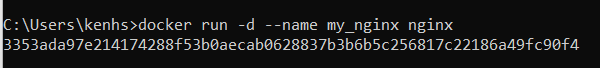 C:\Users\kenhs>docker run -d --name my_nginx nginx
3353ada97e214174288f53b0aecab0628837b3b6b5c256817c22186a49fc90f4